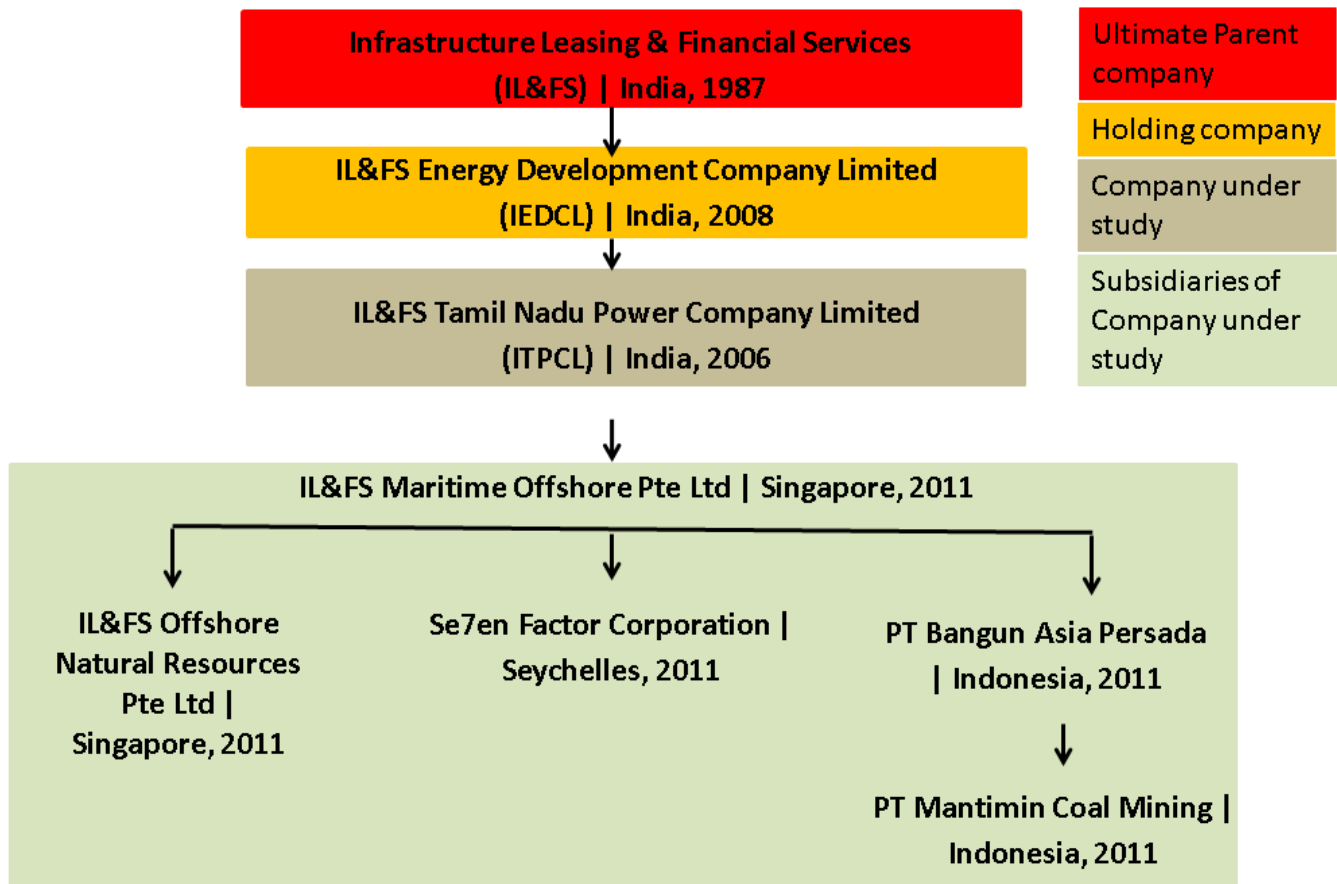 Infrastructure Leasing & Financial Services
(IL&FS) | India, 1987
Ultimate Parent
company
Holding company
Company under
study
Subsidiaries of
Company under
study
IL&FS Energy Development Company Limited
(IEDCL) | India, 2008
IL&FS Tamil Nadu Power Company Limited
(ITPCL) | India, 2006
IL&FS Maritime Offshore Pte Ltd | Singapore, 2011
IL&FS Offshore
Natural Resources
Pte Ltd |
Singapore, 2011
Se7en Factor Corporation |
Seychelles, 2011
PT Bangun Asia Persada
| Indonesia, 2011
PT Mantimin Coal Mining |
Indonesia, 2011